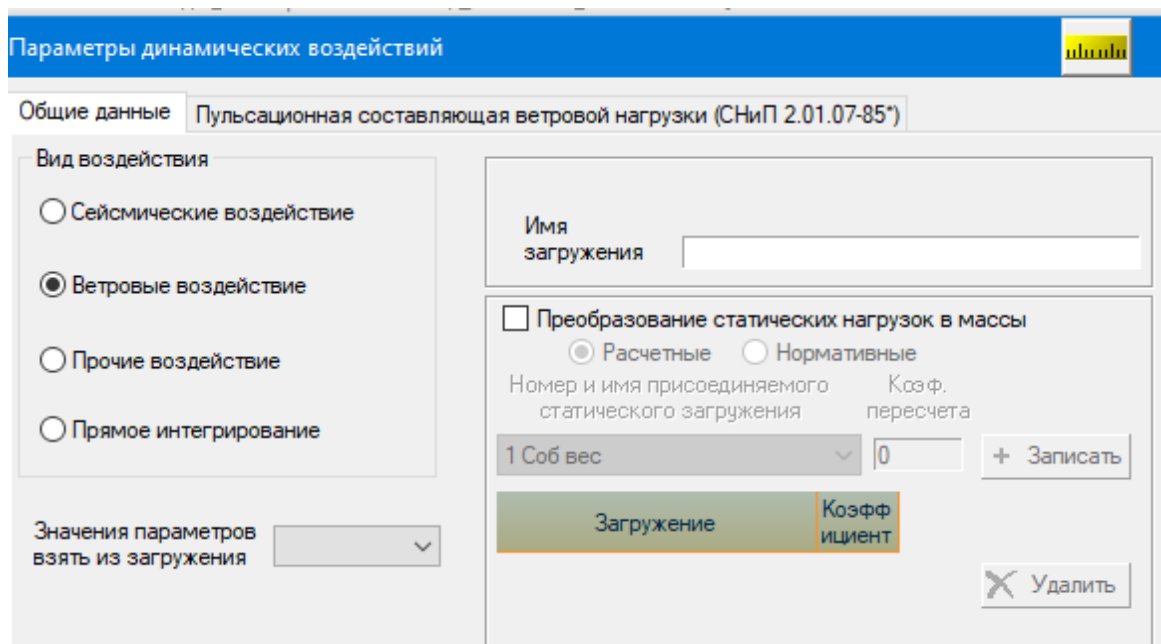 Параметры динамических воздействий
Общие данные
Пульсационная составляющая ветровой нагрузки (СНиП 2.01.07-85*)
Вид воздействия
Сейсмические воздействие
Ветровые воздействие
Прочие воздействие
Прямое интегрирование
Значения параметров
взять из загружения
Имя
загружения
Преобразование статических нагрузок в массы
Расчетные
Нормативные
Номер и имя присоединяемого
статического загружения
Коэф.
пересчета
1 Соб вес
0
+ Записать
Загружение
Коэфф
ициент
Удалить